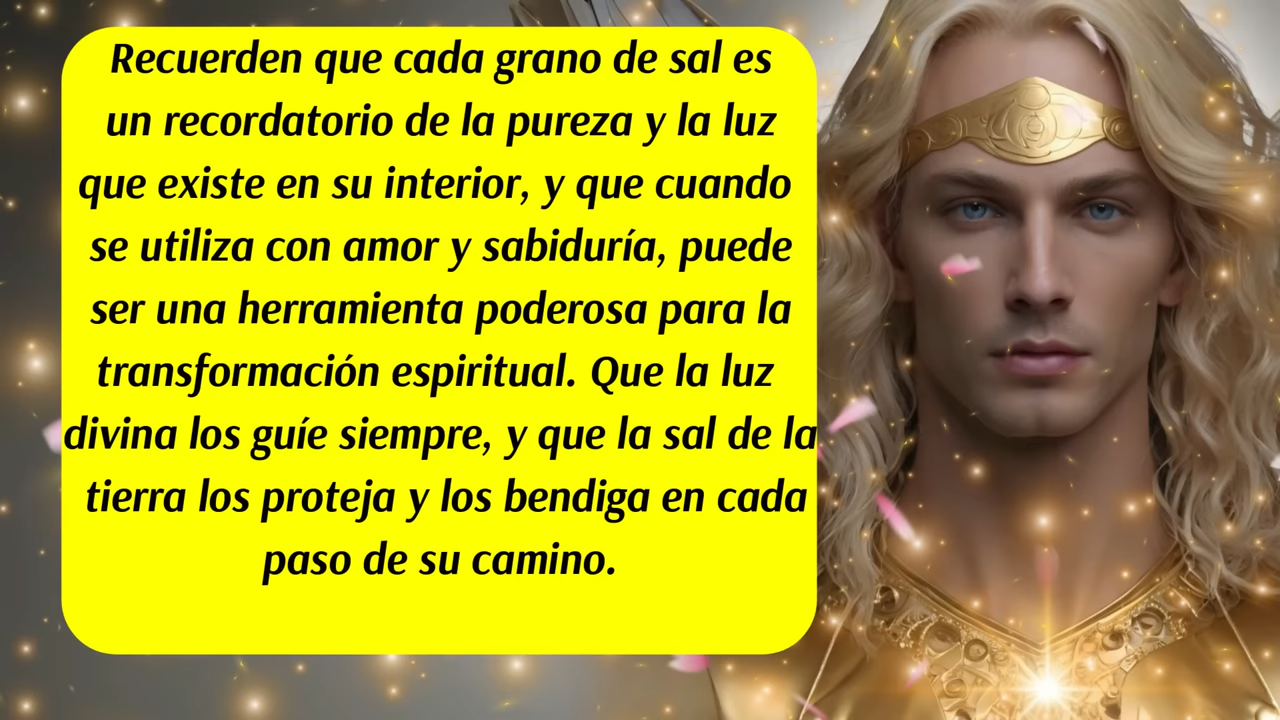 Recuerden que cada grano de sal es
un recordatorio de la pureza y la luz
que existe en su interior, y que cuando
se utiliza con amor y sabiduría, puede
ser una herramienta poderosa para la
transformación espiritual. Que la luz
divina los guíe siempre, y que la sal de la
tierra los proteja y los bendiga en cada
paso de su camino.